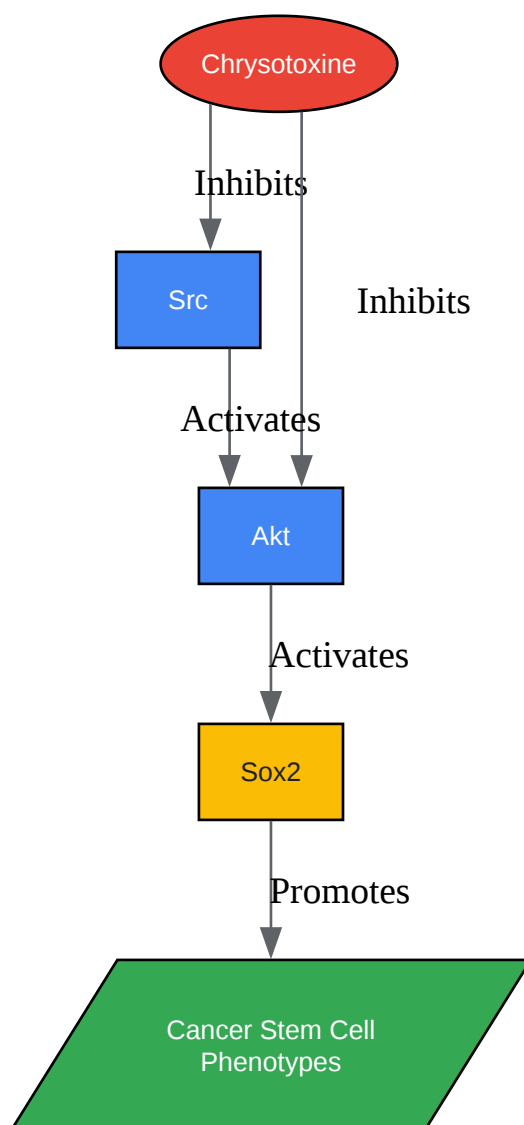 Chrysotoxine
Inhibits
Src
Inhibits
Activates
Akt
Activates
Sox2
Promotes
Cancer Stem Cell
Phenotypes